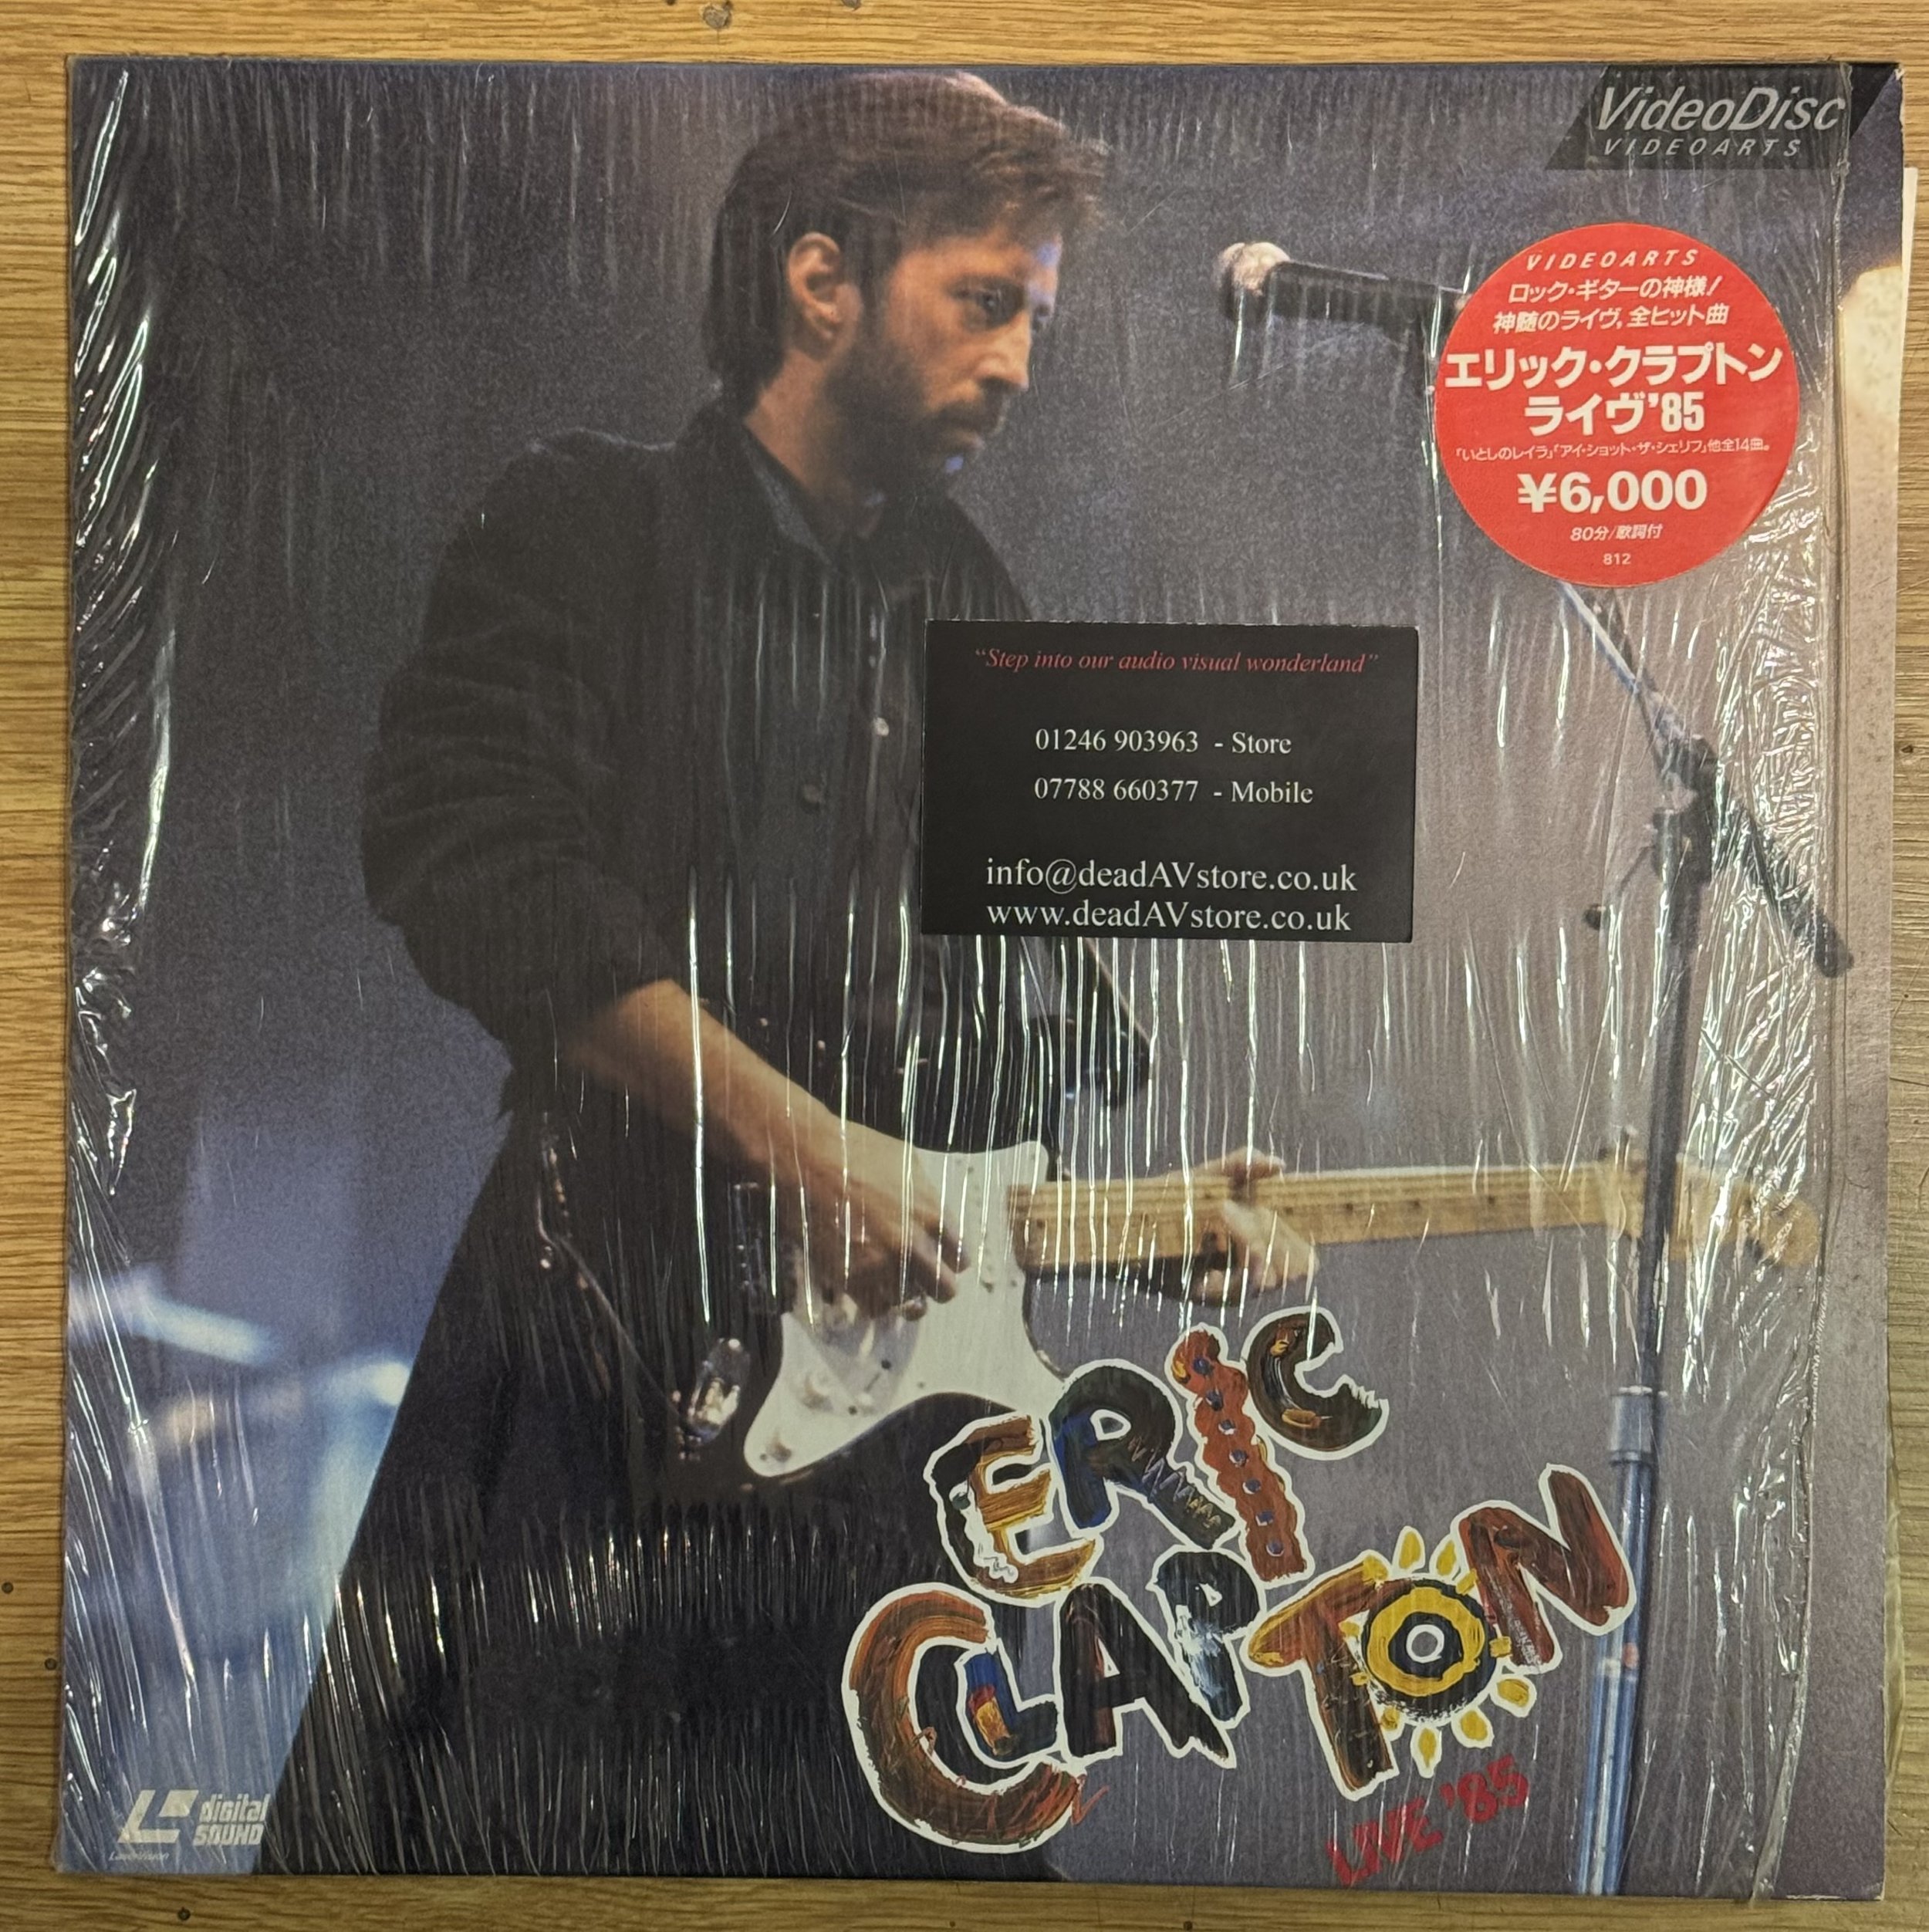 VideoDisc
VIDEOARTS
VIDEOARTS
ロック・ギターの神様!
神髄のライヴ。全ヒット曲
エリック・クラプトン
ライヴ'85
「いとしのレイラ」「アイ・ショット・ザ・シェリフ」他全14曲。
¥6,000
80分/歌詞付
812
“Step into our audio visual wonderland”
01246 903963 - Store
07788 660377 - Mobile
info@deadAVstore.co.uk
www.deadAVstore.co.uk
ERIC
CLAPTON
LIVE '85
digital
SOUND
LaserVision